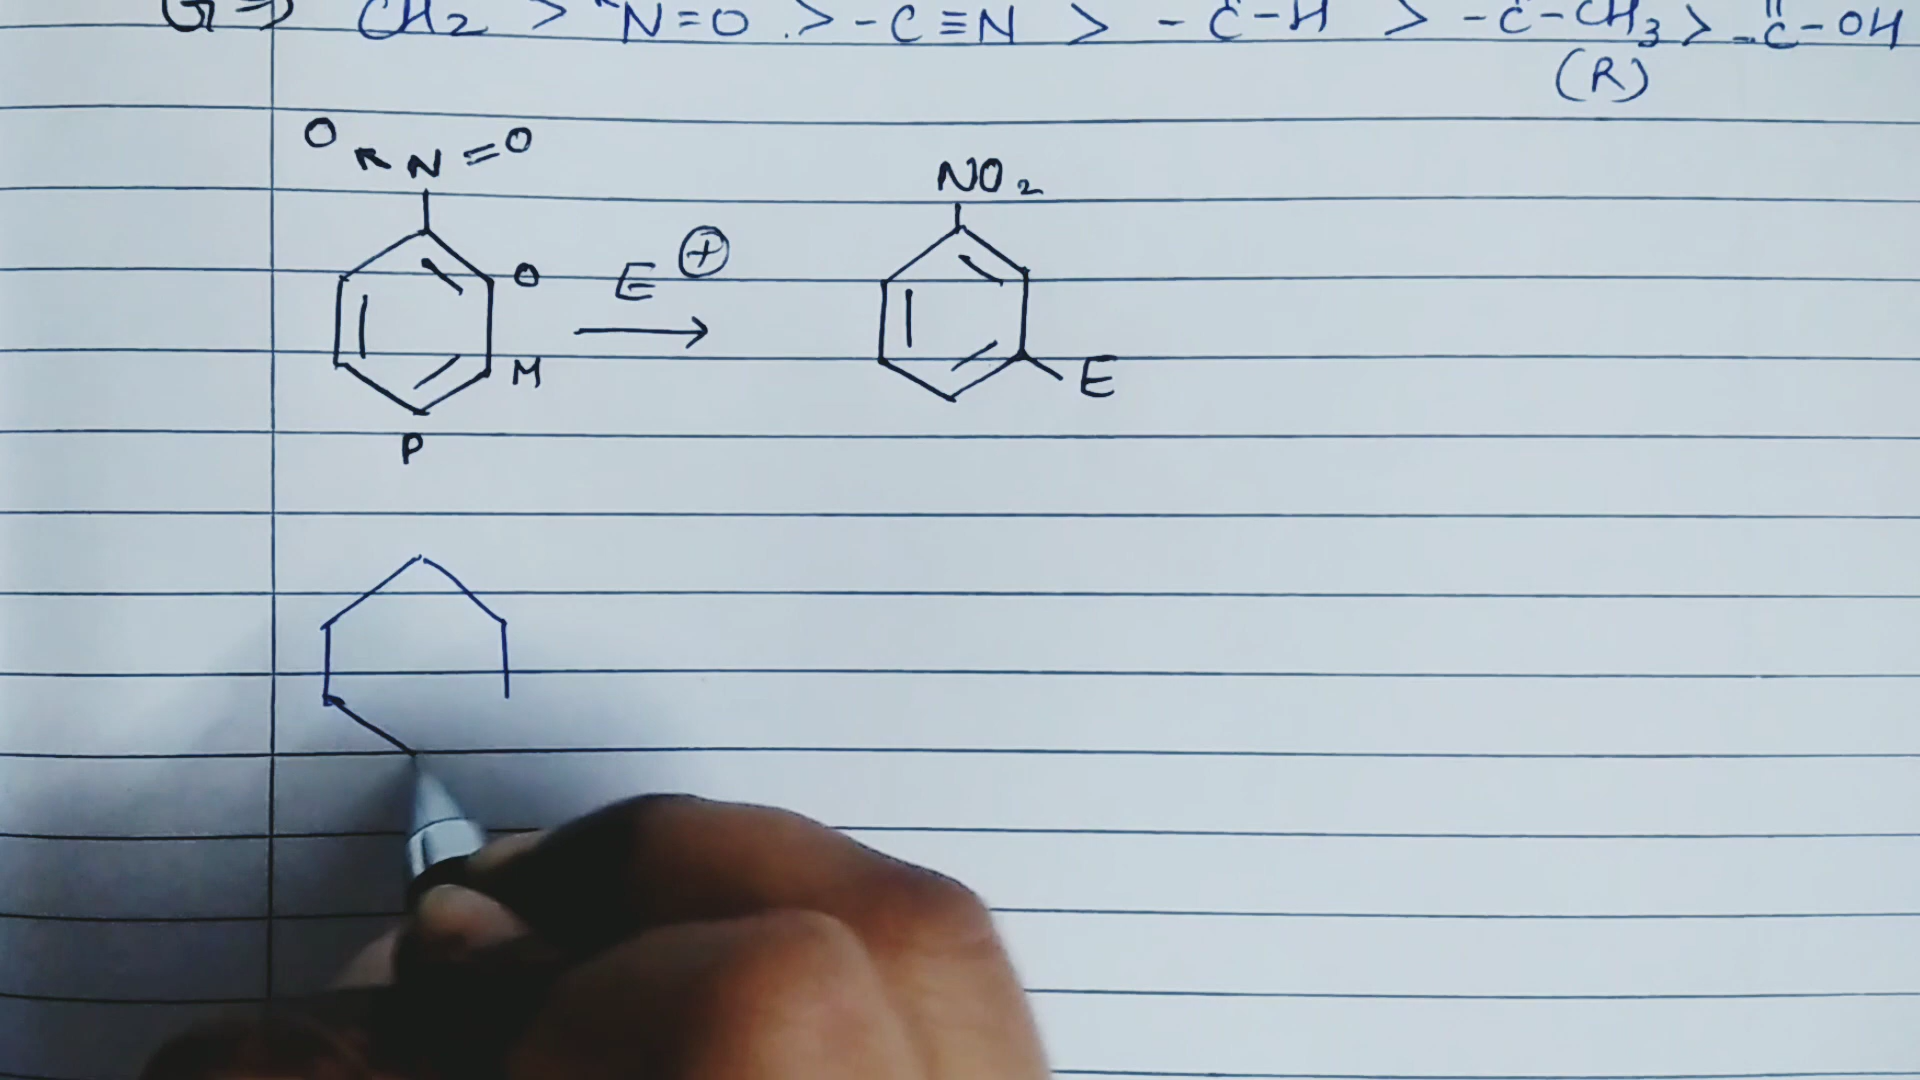 CH2 > N=O > -C≡N > -C-H > -C-CH3 > -C-OH
(R)
O N=O
NO2
O E +
M E
P